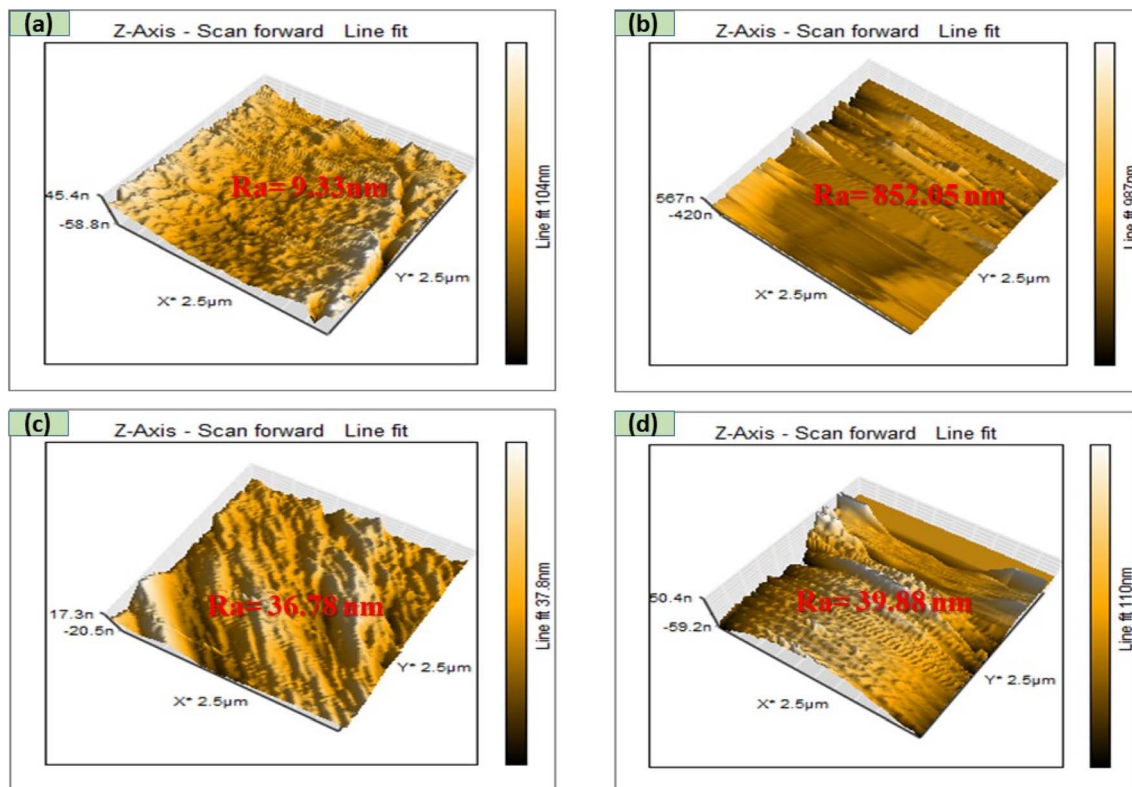 (a)
Z-Axis - Scan forward Line fit
Ra= 9.33nm
45.4n
-58.8n
X* 2.5µm
Y* 2.5µm
Line fit 104nm
(b)
Z-Axis - Scan forward Line fit
Ra= 852.05 nm
567n
-420n
X* 2.5µm
Y* 2.5µm
Line fit 987nm
(c)
Z-Axis - Scan forward Line fit
Ra= 36.78 nm
17.3n
-20.5n
X* 2.5µm
Y* 2.5µm
Line fit 37.8nm
(d)
Z-Axis - Scan forward Line fit
Ra= 39.88 nm
50.4n
-59.2n
X* 2.5µm
Y* 2.5µm
Line fit 110nm